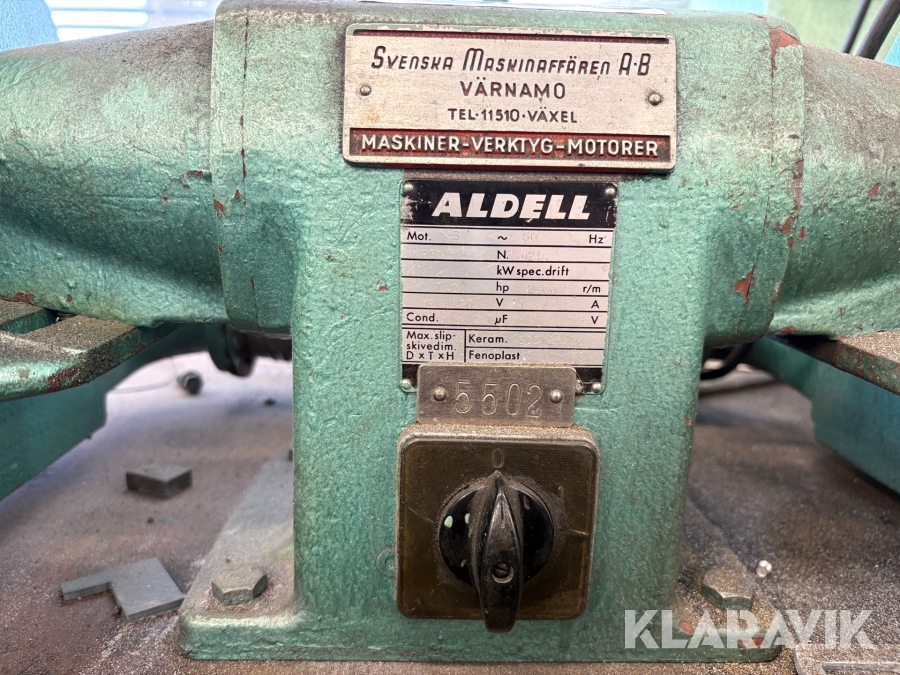 SVENSKA MASKINAFFÄREN A·B
VÄRNAMO
TEL·11510·VÄXEL
MASKINER-VERKTYG-MOTORER
ALDELL
Mot. ~ 50 Hz
N.
kW spec.drift
hp r/m
V A
Cond. µF V
Max. slip-
skivedim.
D x T x H
Keram.
Fenoplast
5502
0
KLARAVIK